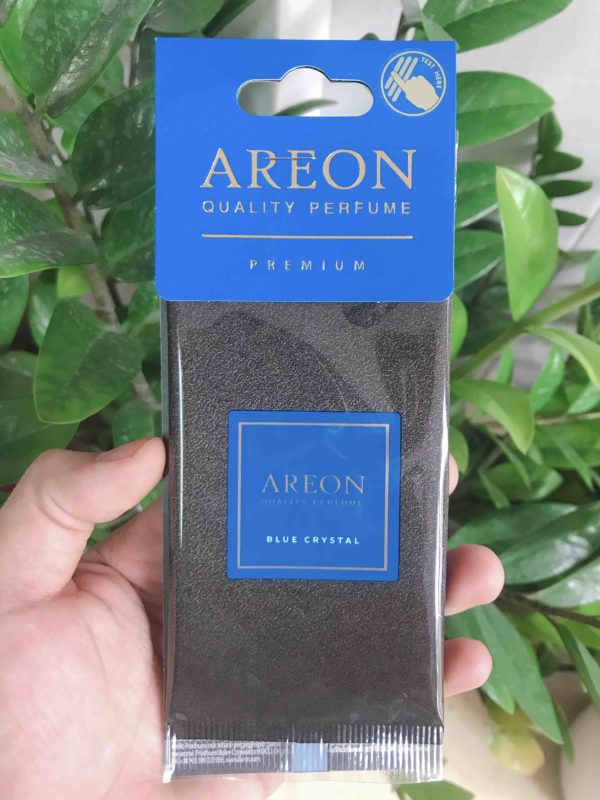 TEST HERE
AREON
QUALITY PERFUME
PREMIUM
AREON
QUALITY PERFUME
BLUE CRYSTAL